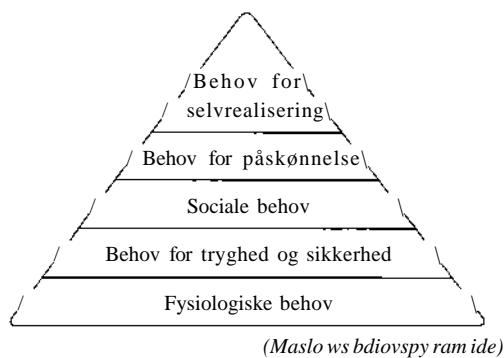 Behov for
selvrealisering
Behov for påskønnelse
Sociale behov
Behov for tryghed og sikkerhed
Fysiologiske behov
(Maslo ws bdiovspy ram ide)